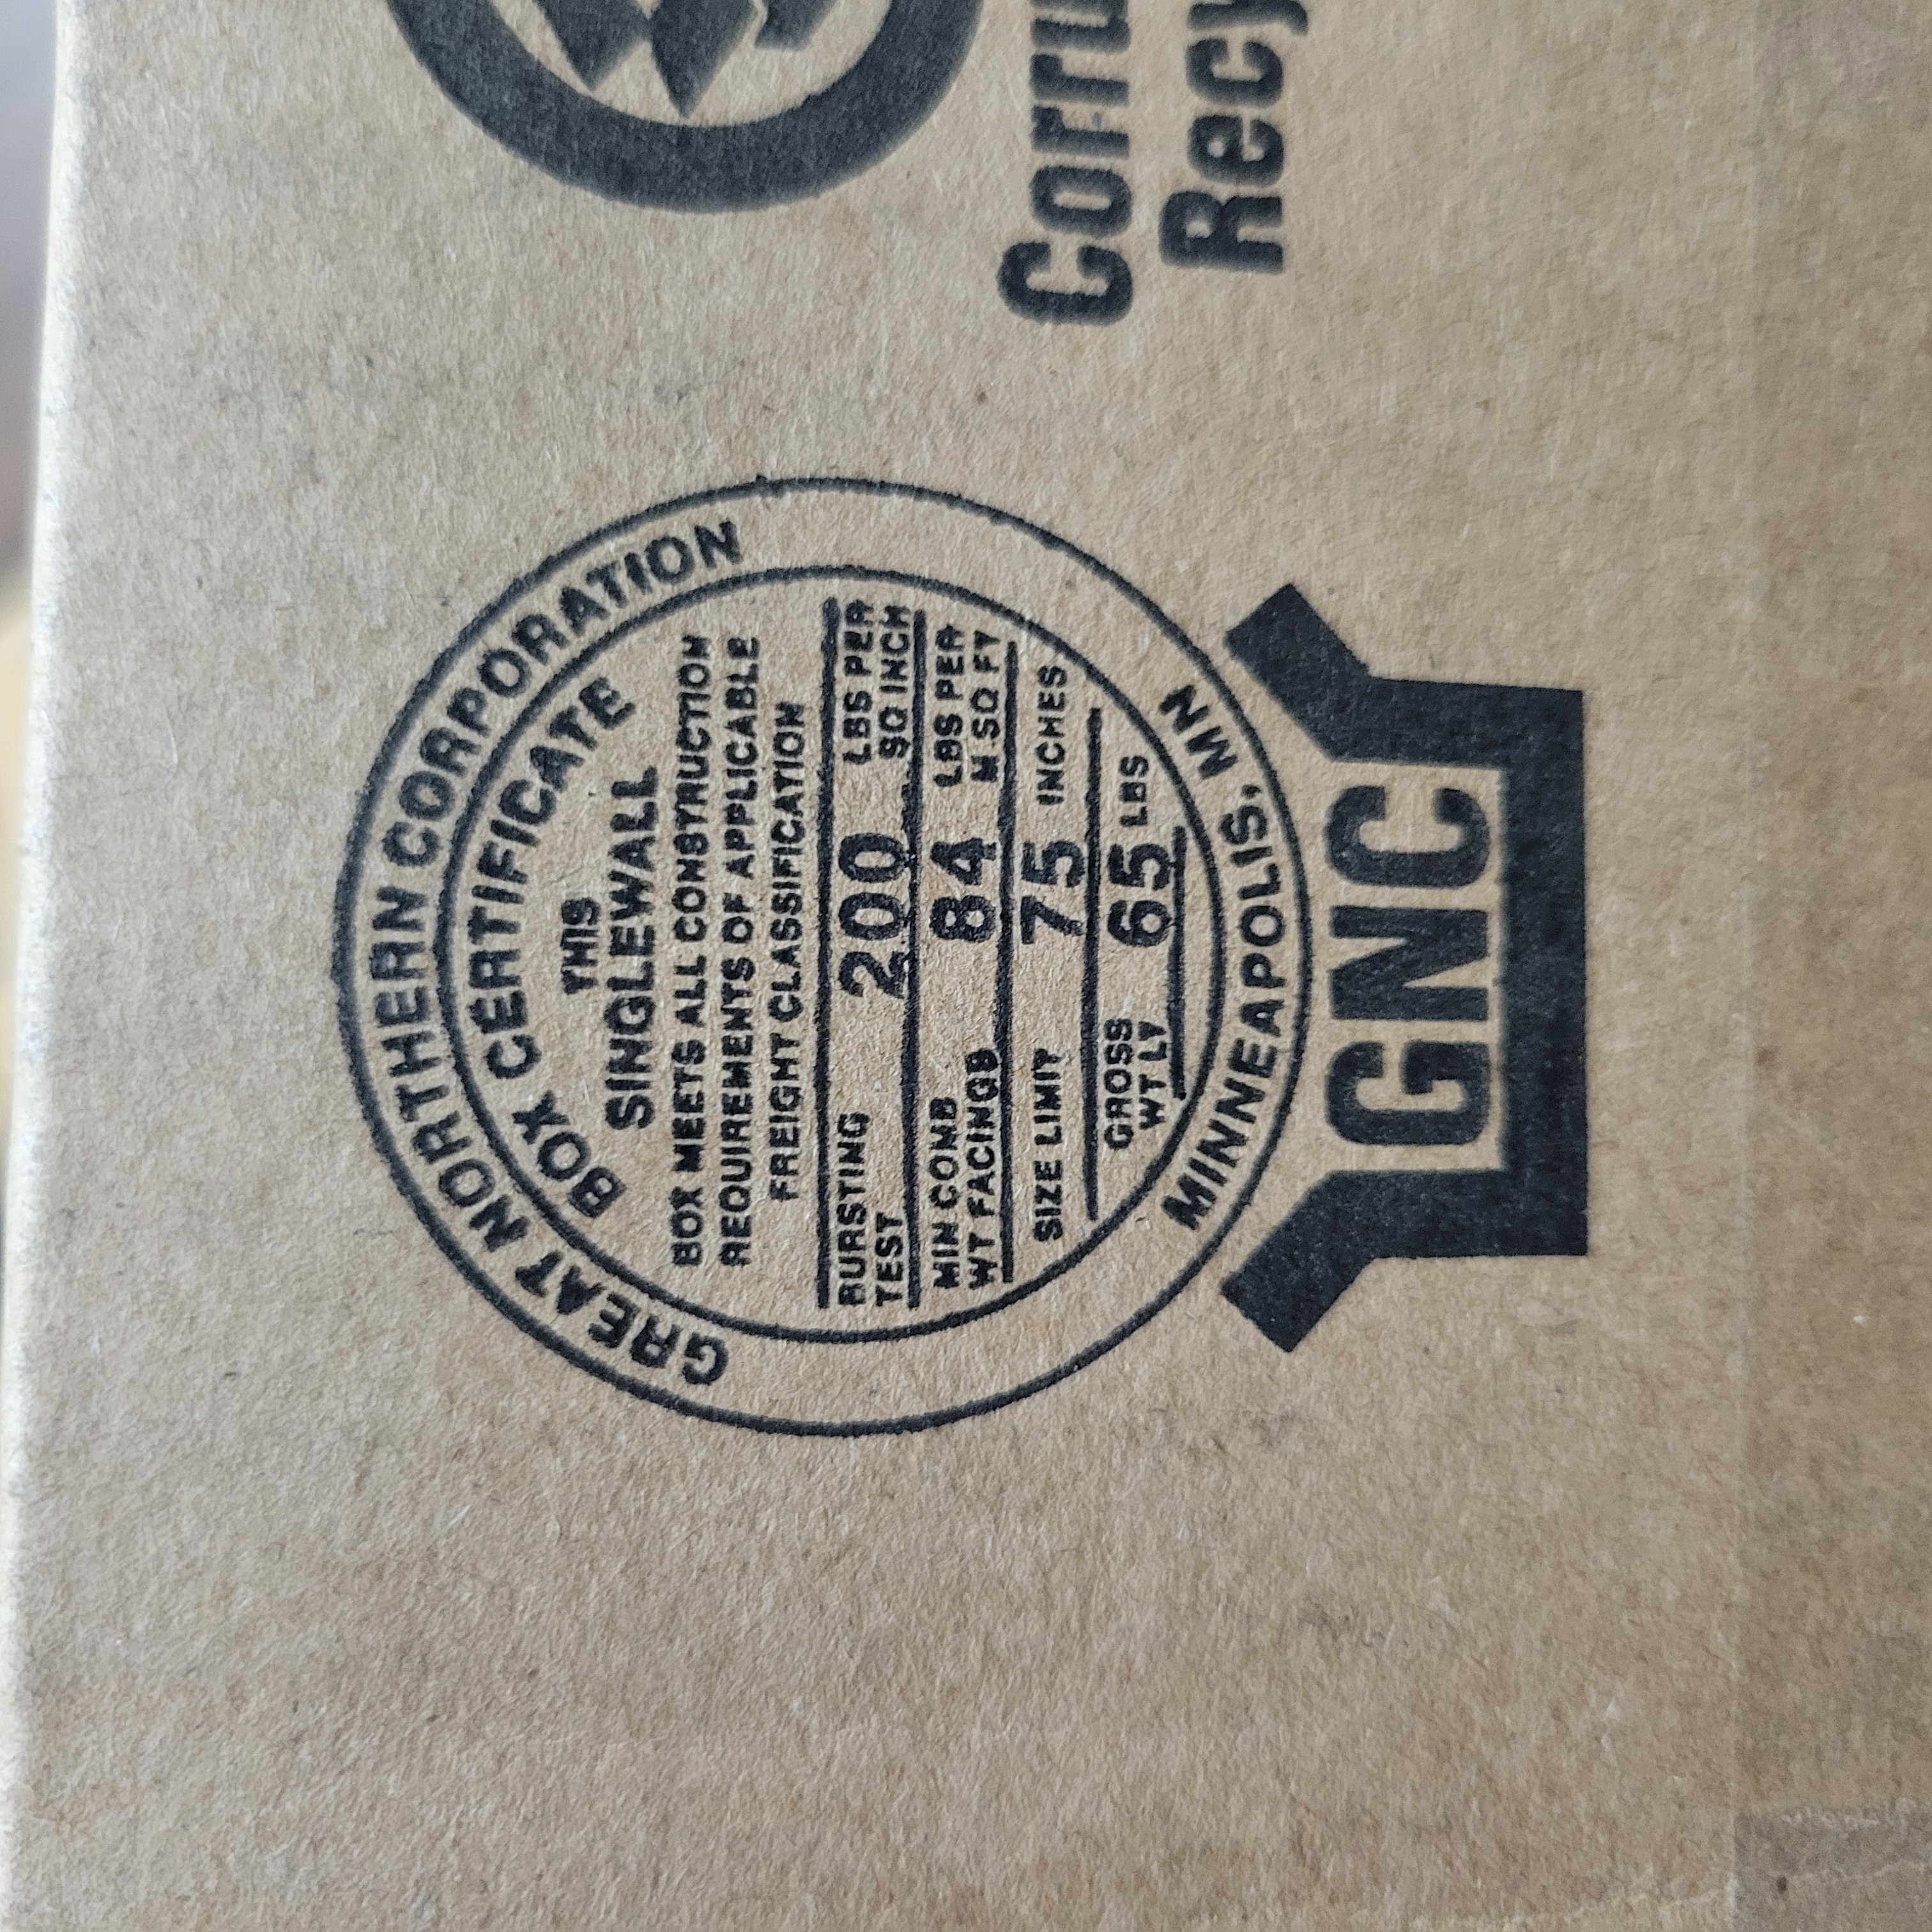 GREAT NORTHERN CORPORATION
BOX CERTIFICATE
THIS
SINGLEWALL
BOX MEETS ALL CONSTRUCTION
REQUIREMENTS OF APPLICABLE
FREIGHT CLASSIFICATION
BURSTING TEST 200 LBS PER SQ INCH
MIN COMB WT FACINGS 84 LBS PER M.SQ FT
SIZE LIMIT 75 INCHES
GROSS WT LT 65 LBS
MINNEAPOLIS, MN
GNC
Corru
Recy